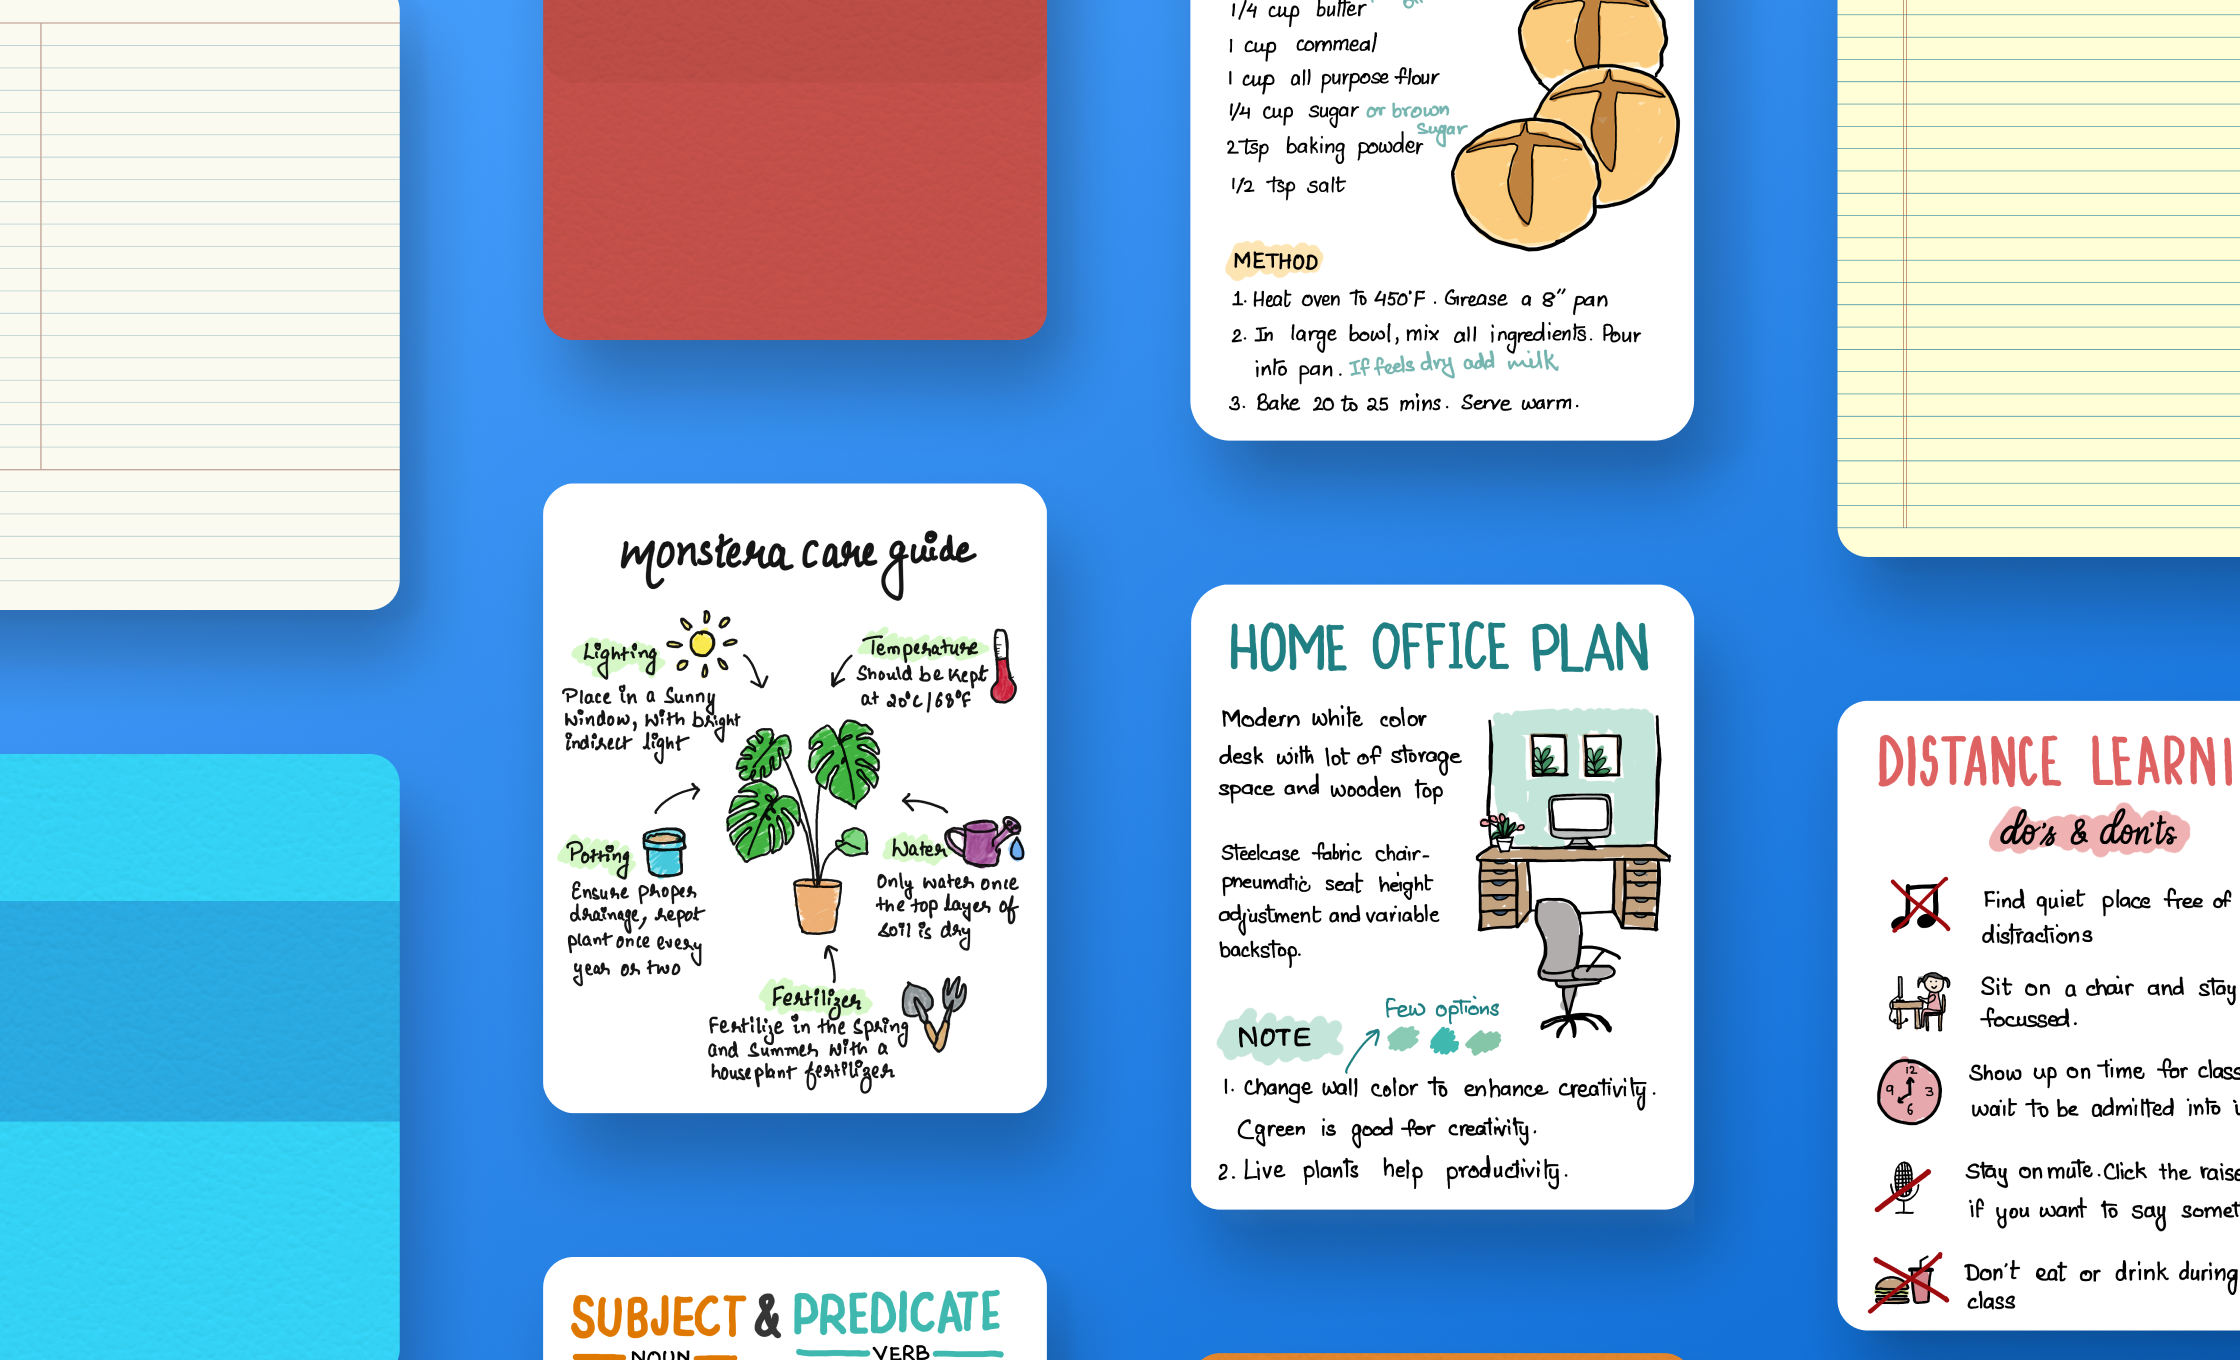 1/4 cup butter
1 cup cornmeal
1 cup all purpose flour
1/4 cup sugar or brown
sugar
2 tsp baking powder
1/2 tsp salt
METHOD
1. Heat oven to 450°F. Grease a 8" pan
2. In large bowl, mix all ingredients. Pour
into pan. If feels dry add milk
3. Bake 20 to 25 mins. Serve warm.
monstera care guide
Lighting
Place in a sunny
window, with bright
indirect light
Temperature
Should be kept
at 20°C/68°F
Potting
Ensure proper
drainage, repot
plant once every
year or two
Water
Only water once
the top layer of
soil is dry
Fertilizer
Fertilize in the spring
and summer with a
houseplant fertilizer
HOME OFFICE PLAN
Modern white color
desk with lot of storage
space and wooden top
Steelcase fabric chair-
pneumatic seat height
adjustment and variable
backstop.
Few options
NOTE
1. Change wall color to enhance creativity.
Cgreen is good for creativity.
2. Live plants help productivity.
DISTANCE LEARNI
do's & don'ts
Find quiet place free of
distractions
Sit on a chair and stay
focussed.
12
9 3
6
Show up on time for class
wait to be admitted into
Stay on mute. Click the raise
if you want to say somet
Don't eat or drink during
class
SUBJECT & PREDICATE
NOUN VERB